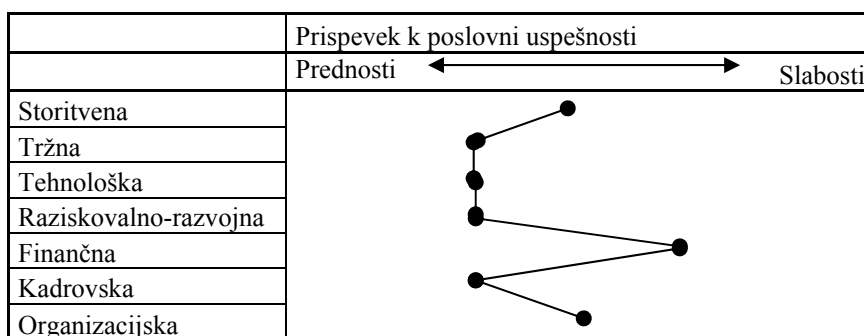 Prispevek k poslovni uspešnosti
Prednosti Slabosti
Storitvena
Tržna
Tehnološka
Raziskovalno-razvojna
Finančna
Kadrovska
Organizacijska